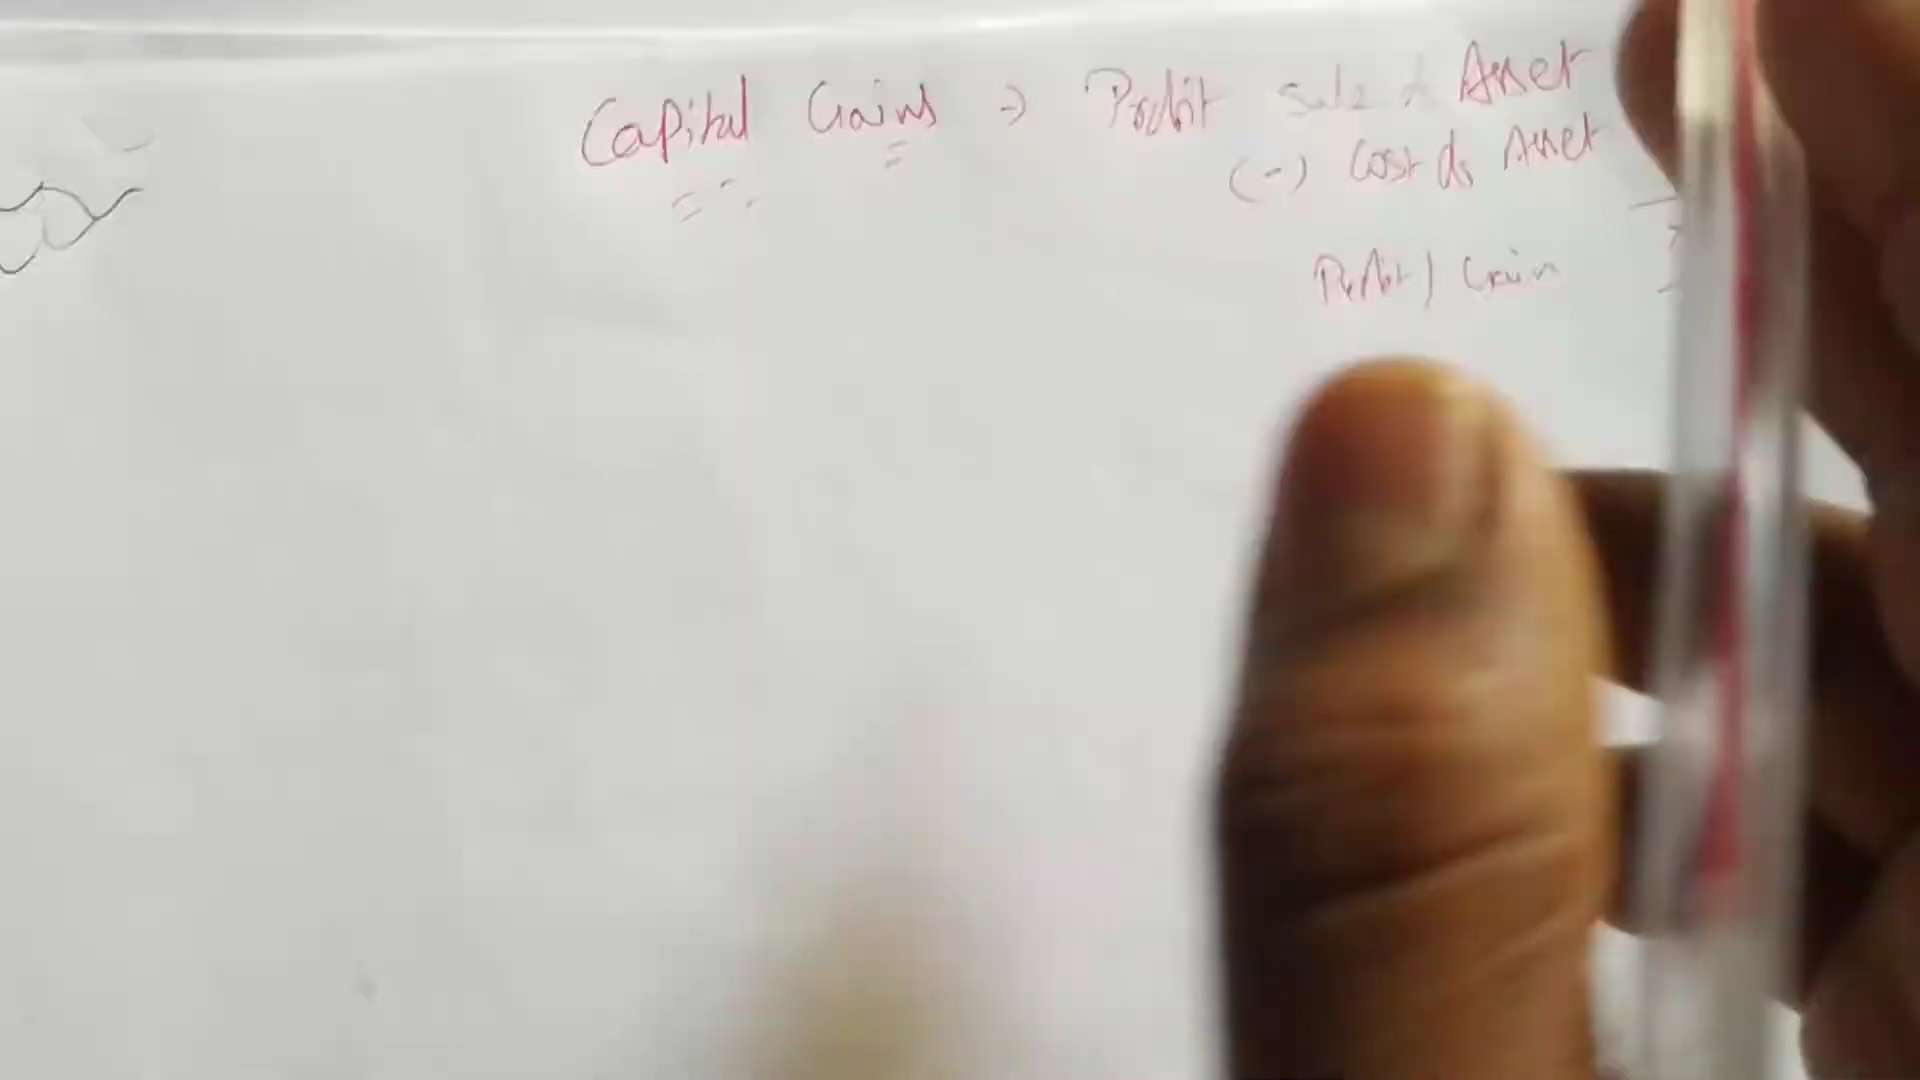 Capital Gains → Profit Sale of Asset
(-) Cost of Asset
Profit / Gain